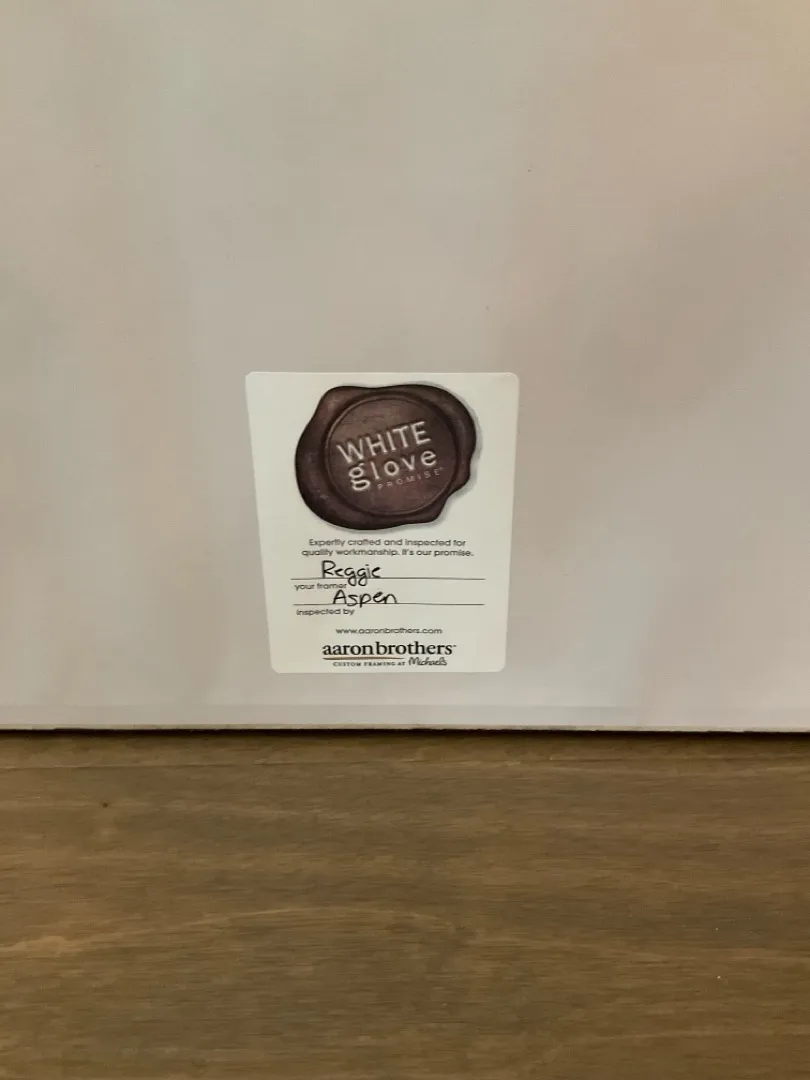 WHITE
glove
PROMISE®
Expertly crafted and inspected for
quality workmanship. It's our promise.
Reggie
your framer
Aspen
inspected by
www.aaronbrothers.com
aaronbrothers™
CUSTOM FRAMING AT Michaels